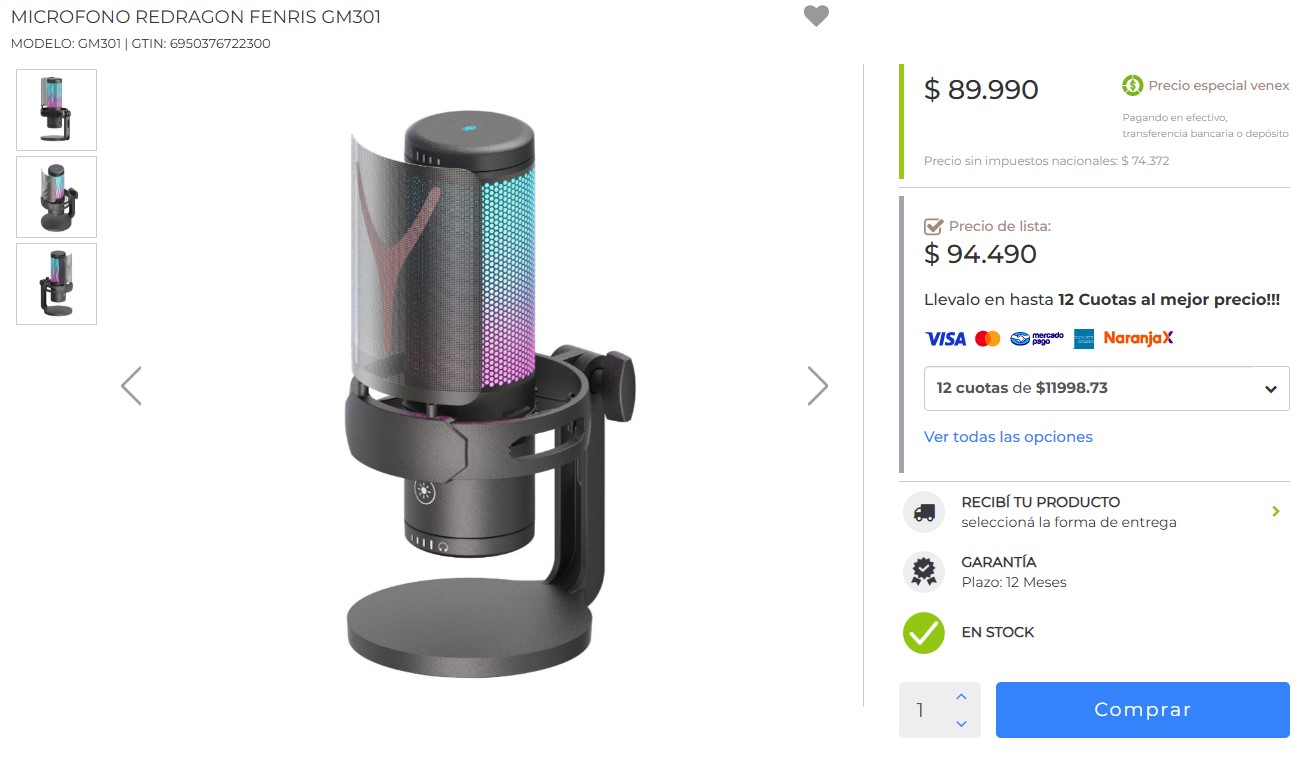 MICROFONO REDRAGON FENRIS GM301
MODELO: GM301 | GTIN: 6950376722300
$ 89.990
Precio especial venex
Pagando en efectivo,
transferencia bancaria o depósito
Precio sin impuestos nacionales: $ 74.372
Precio de lista:
$ 94.490
Llevalo en hasta 12 Cuotas al mejor precio!!!
VISA mercado pago NaranjaX
12 cuotas de $11998.73
Ver todas las opciones
RECIBÍ TU PRODUCTO
seleccioná la forma de entrega
GARANTÍA
Plazo: 12 Meses
EN STOCK
1
Comprar